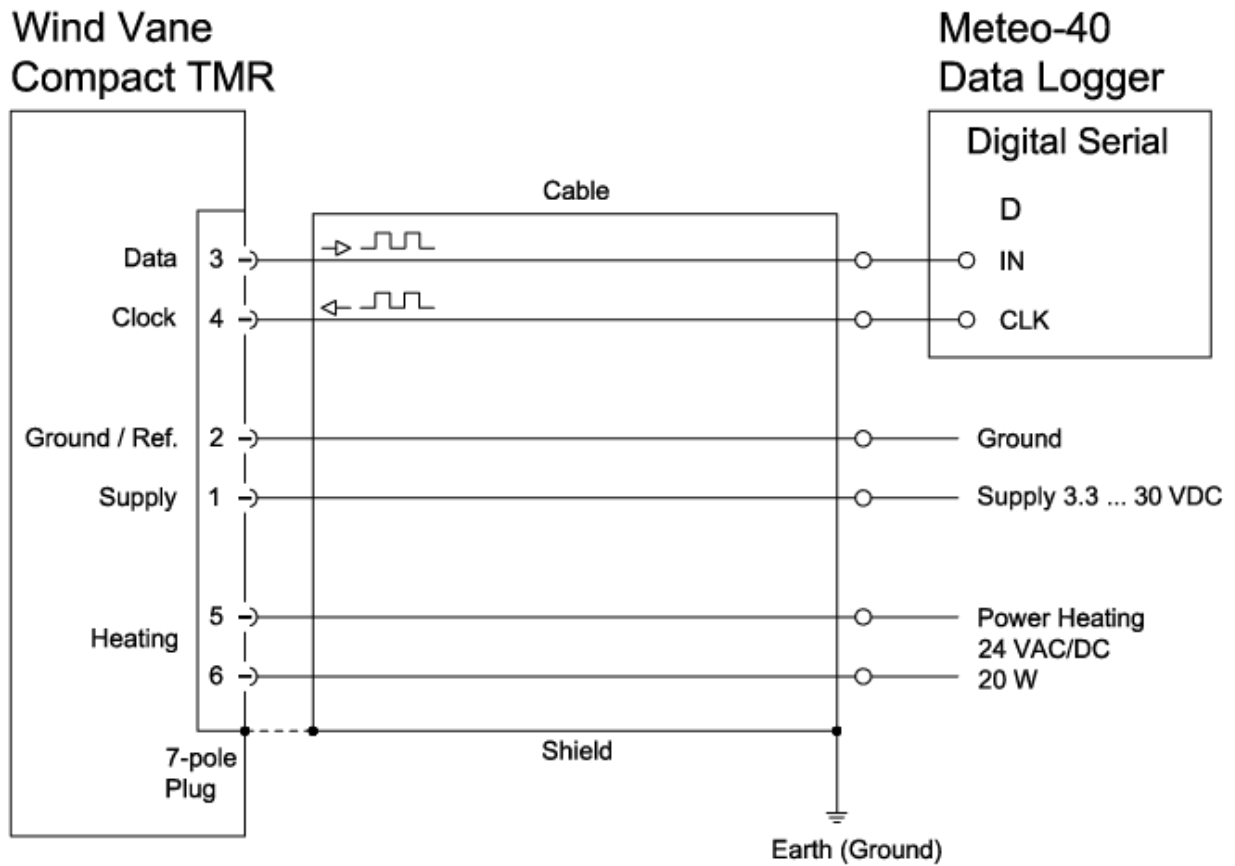 Wind Vane
Compact TMR
Meteo-40
Data Logger
Digital Serial
Cable
D
Data 3
IN
Clock 4
CLK
Ground / Ref. 2
Ground
Supply 1
Supply 3.3 ... 30 VDC
5
Heating
6
Power Heating
24 VAC/DC
20 W
7-pole
Plug
Shield
Earth (Ground)